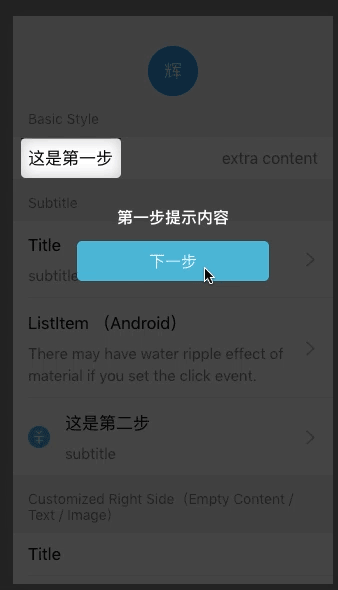 辉
Basic Style
这是第一步
extra content
Subtitle
第一步提示内容
Title
下一步
subtitle
ListItem （Android）
There may have water ripple effect of
material if you set the click event.
这是第二步
subtitle
Customized Right Side（Empty Content /
Text / Image）
Title